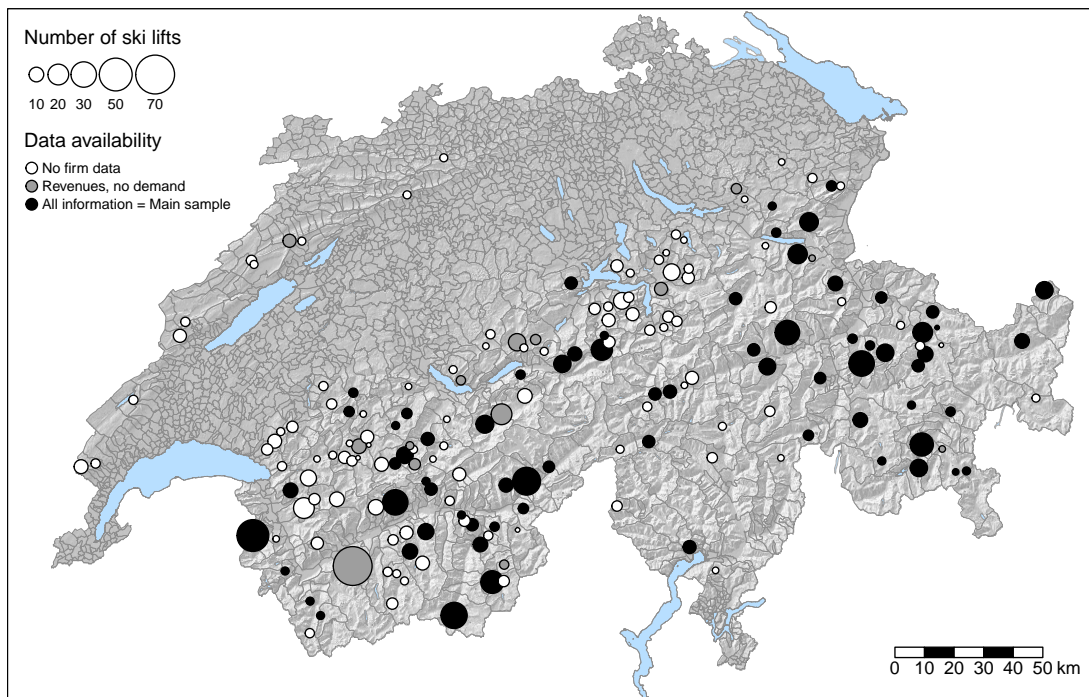 Number of ski lifts
10 20 30 50 70
Data availability
No firm data
Revenues, no demand
All information = Main sample
0 10 20 30 40 50 km